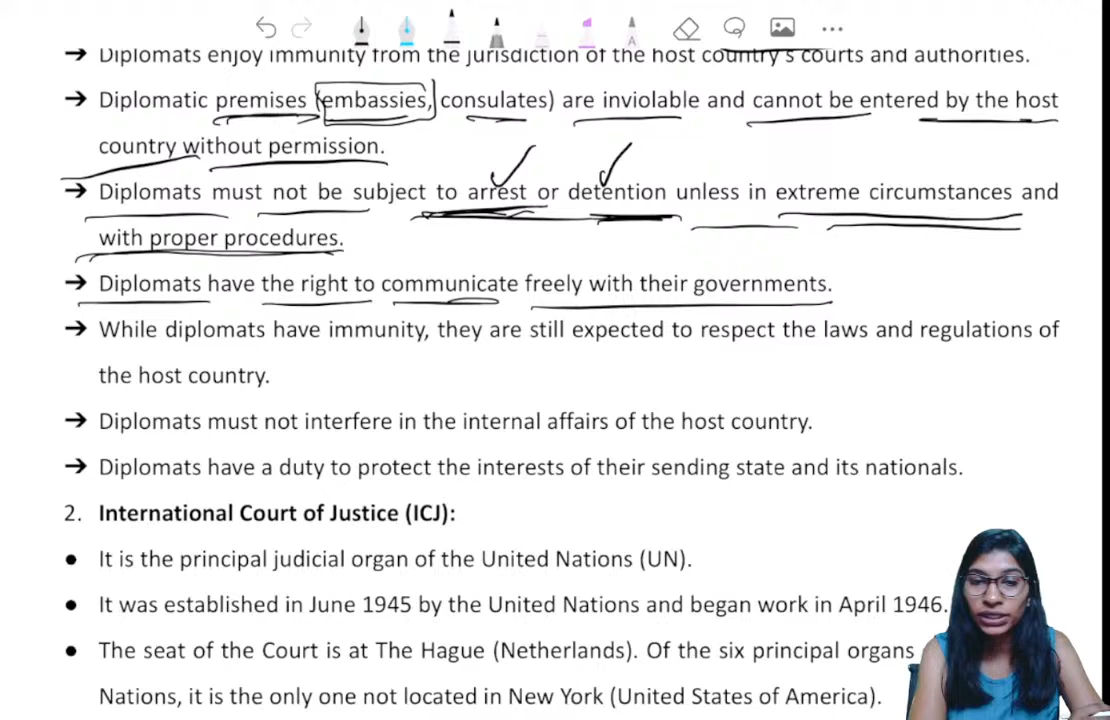 → Diplomats enjoy immunity from the jurisdiction of the host country's courts and authorities.
→ Diplomatic premises (embassies, consulates) are inviolable and cannot be entered by the host
country without permission.
→ Diplomats must not be subject to arrest or detention unless in extreme circumstances and
with proper procedures.
→ Diplomats have the right to communicate freely with their governments.
→ While diplomats have immunity, they are still expected to respect the laws and regulations of
the host country.
→ Diplomats must not interfere in the internal affairs of the host country.
→ Diplomats have a duty to protect the interests of their sending state and its nationals.
2. International Court of Justice (ICJ):
● It is the principal judicial organ of the United Nations (UN).
● It was established in June 1945 by the United Nations and began work in April 1946.
● The seat of the Court is at The Hague (Netherlands). Of the six principal organs
Nations, it is the only one not located in New York (United States of America).